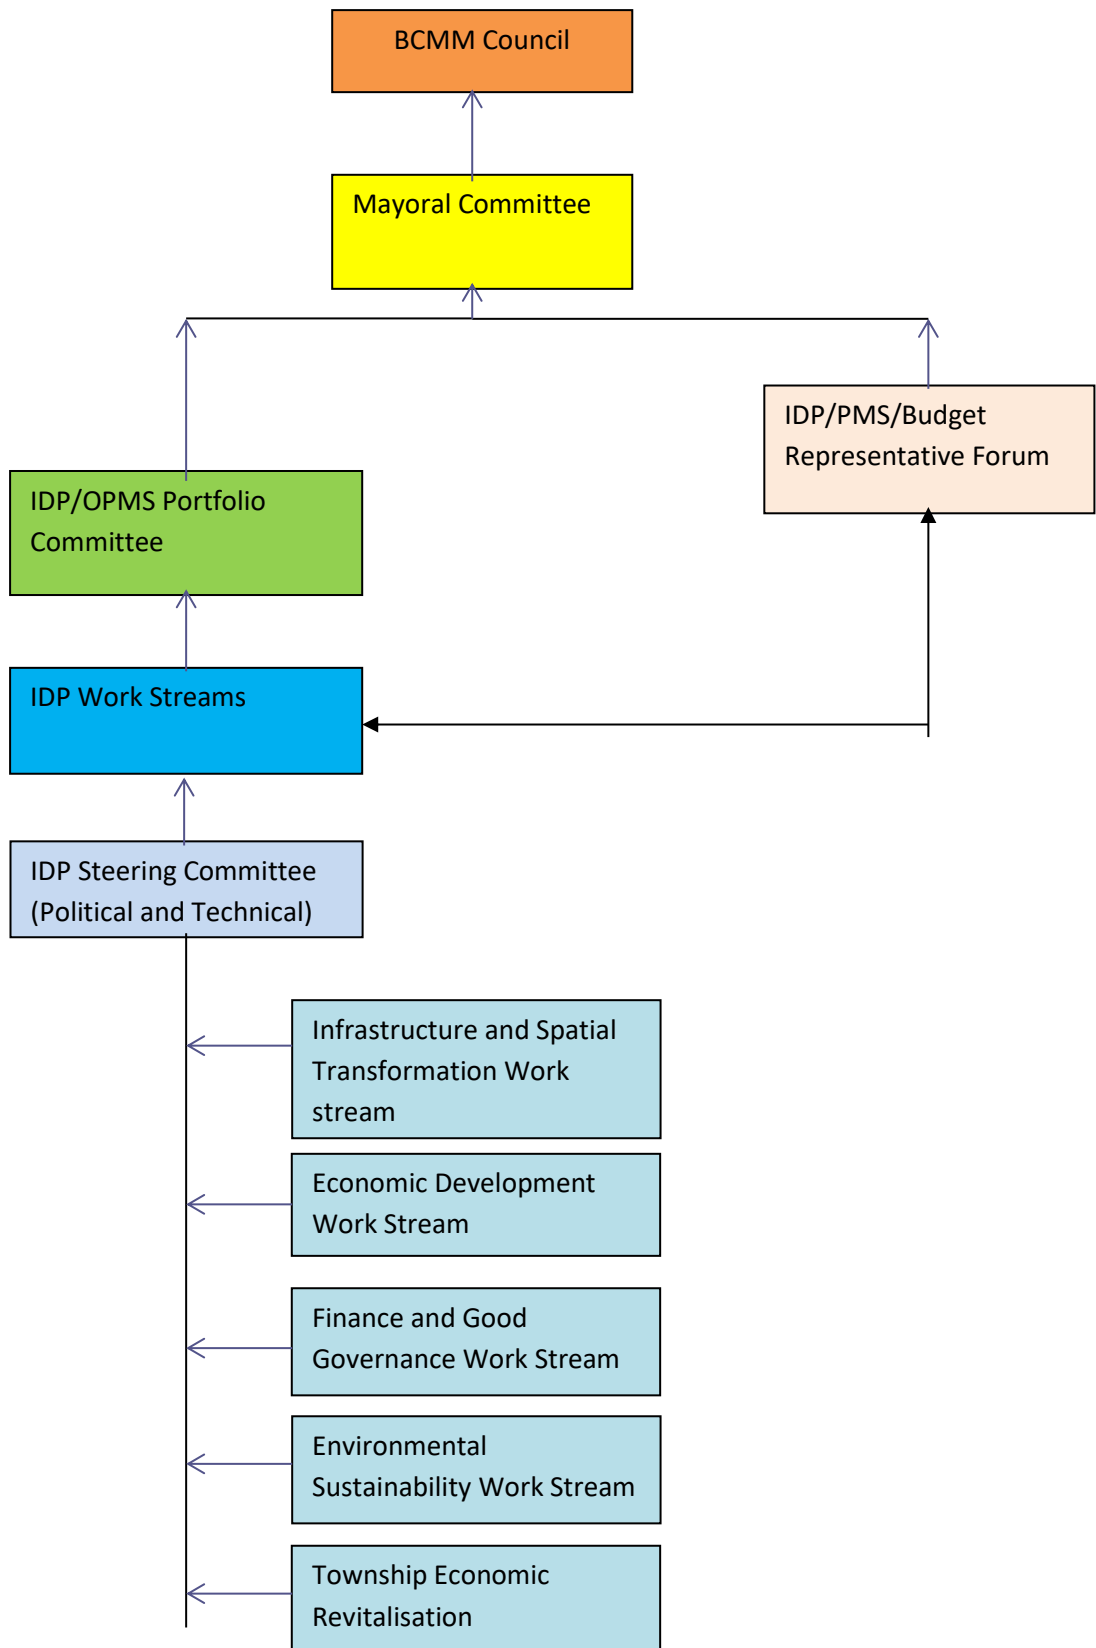 BCMM Council
Mayoral Committee
IDP/PMS/Budget
Representative Forum
IDP/OPMS Portfolio
Committee
IDP Work Streams
IDP Steering Committee
(Political and Technical)
Infrastructure and Spatial
Transformation Work
stream
Economic Development
Work Stream
Finance and Good
Governance Work Stream
Environmental
Sustainability Work Stream
Township Economic
Revitalisation